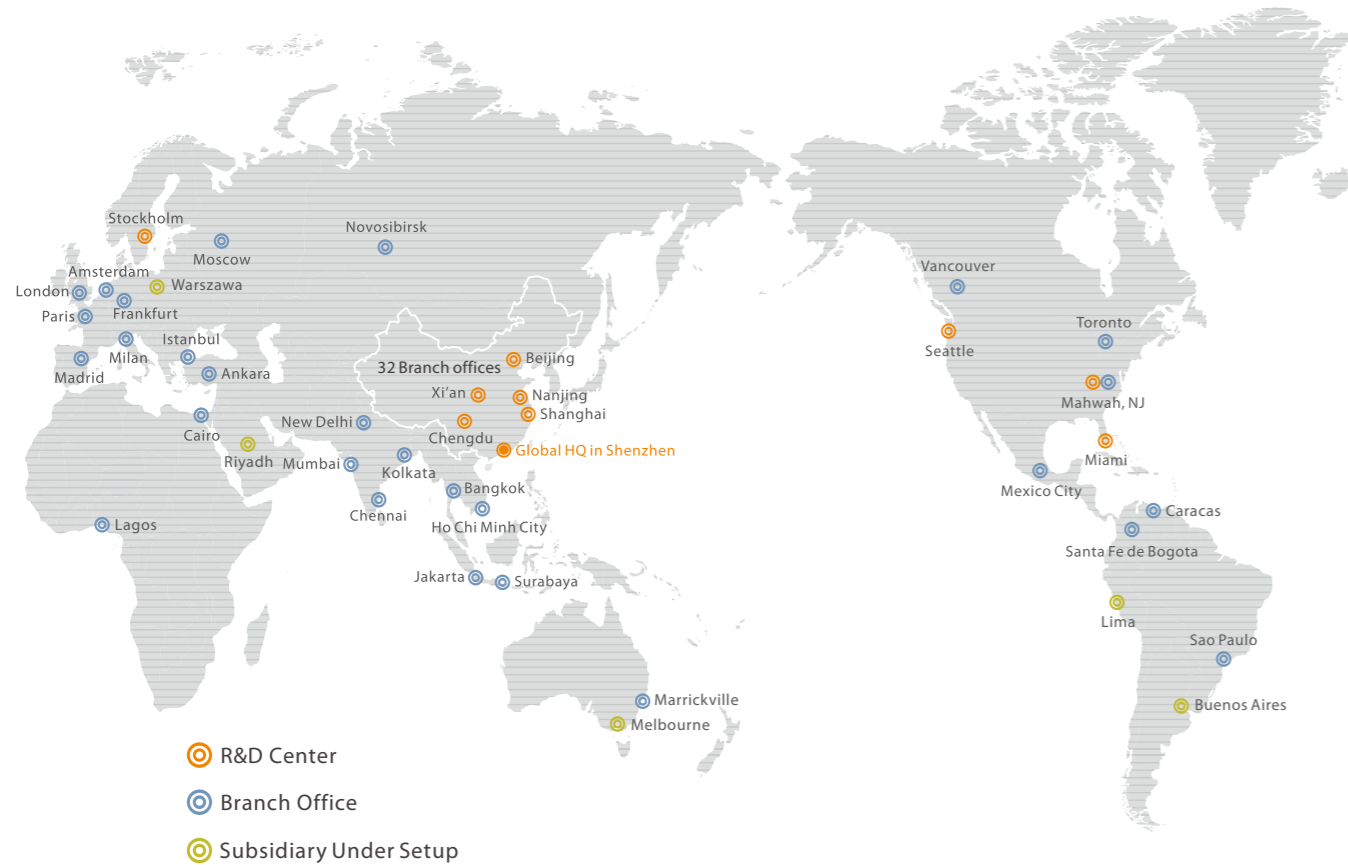 Stockholm
Moscow
Novosibirsk
Amsterdam
London
Warszawa
Frankfurt
Paris
Istanbul
Milan
Madrid
Ankara
32 Branch offices
Beijing
Xi'an
Nanjing
Shanghai
Chengdu
Global HQ in Shenzhen
Cairo
Riyadh
New Delhi
Mumbai
Kolkata
Chennai
Bangkok
Ho Chi Minh City
Lagos
Jakarta
Surabaya
Marrickville
Melbourne
Vancouver
Toronto
Seattle
Mahwah, NJ
Miami
Mexico City
Caracas
Santa Fe de Bogota
Lima
Sao Paulo
Buenos Aires
R&D Center
Branch Office
Subsidiary Under Setup